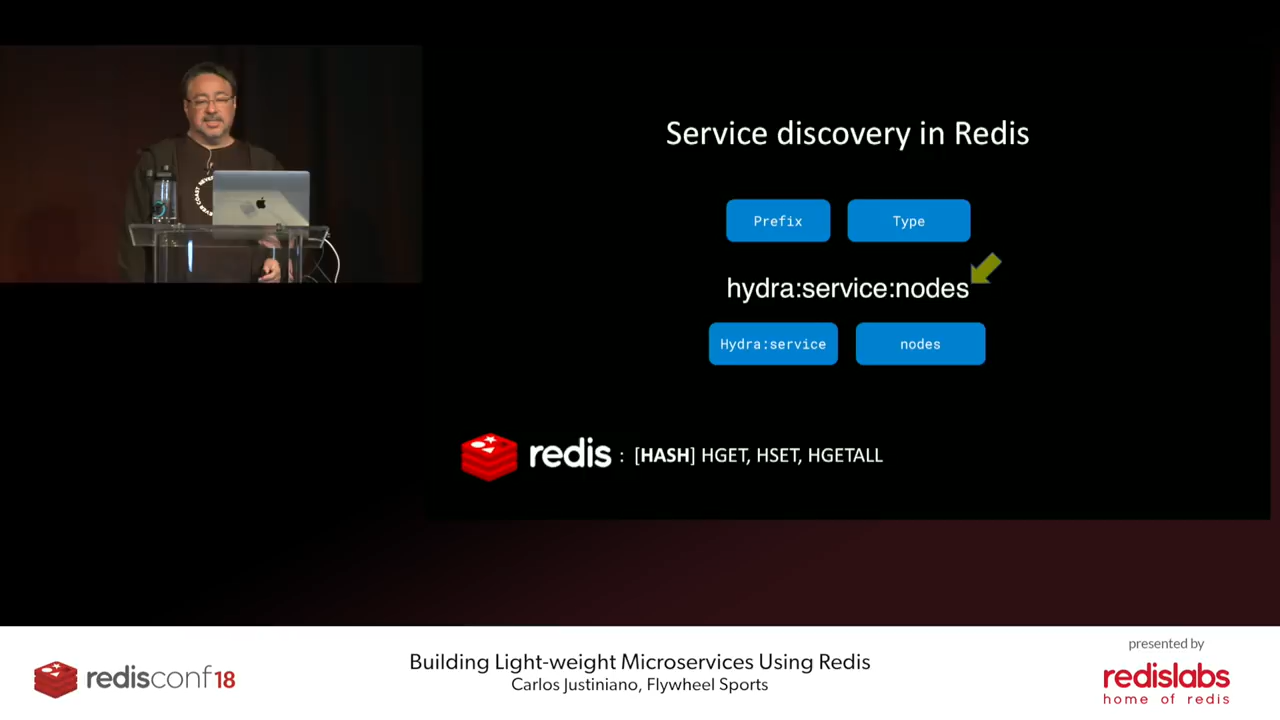 Service discovery in Redis
Prefix
Type
hydra:service:nodes
Hydra:service
nodes
redis : [HASH] HGET, HSET, HGETALL
redisconf18
Building Light-weight Microservices Using Redis
Carlos Justiniano, Flywheel Sports
presented by
redislabs
home of redis